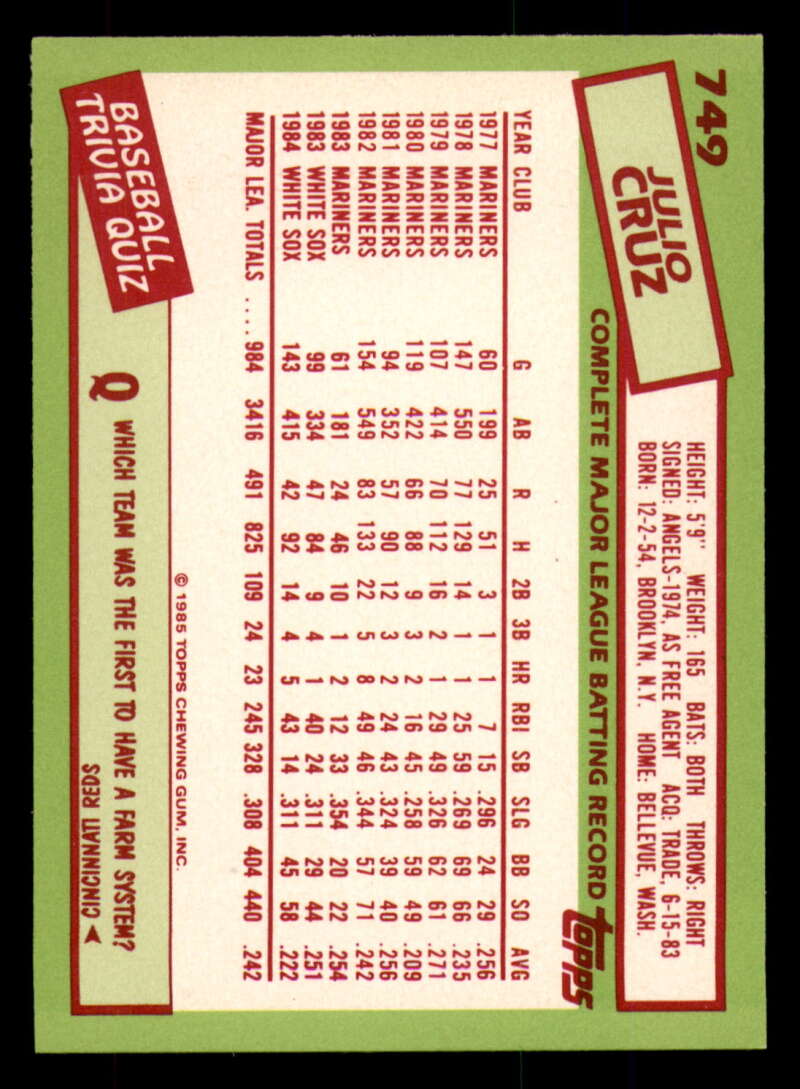 749
JULIO
CRUZ
HEIGHT: 5'9" WEIGHT: 165 BATS: BOTH THROWS: RIGHT
SIGNED: ANGELS-1974, AS FREE AGENT ACQ: TRADE, 6-15-83
BORN: 12-2-54, BROOKLYN, N.Y. HOME: BELLEVUE, WASH.
COMPLETE MAJOR LEAGUE BATTING RECORD topps
YEAR CLUB G AB R H 2B 3B HR RBI SB SLG BB SO AVG
1977 MARINERS 60 199 25 51 3 1 1 7 15 .296 24 29 .256
1978 MARINERS 147 550 77 129 14 1 1 25 59 .269 69 66 .235
1979 MARINERS 107 414 70 112 16 2 1 29 49 .326 62 61 .271
1980 MARINERS 119 422 66 88 9 3 2 16 45 .258 59 49 .209
1981 MARINERS 94 352 57 90 12 3 2 24 43 .324 39 40 .256
1982 MARINERS 154 549 83 133 22 5 8 49 46 .344 57 71 .242
1983 MARINERS 61 181 24 46 10 1 2 12 33 .354 20 22 .254
1983 WHITE SOX 99 334 47 84 9 4 1 40 24 .311 29 44 .251
1984 WHITE SOX 143 415 42 92 14 4 5 43 14 .311 45 58 .222
MAJOR LEA. TOTALS .... 984 3416 491 825 109 24 23 245 328 .308 404 440 .242
© 1985 TOPPS CHEWING GUM, INC.
BASEBALL
TRIVIA QUIZ
Q WHICH TEAM WAS THE FIRST TO HAVE A FARM SYSTEM?
CINCINNATI REDS